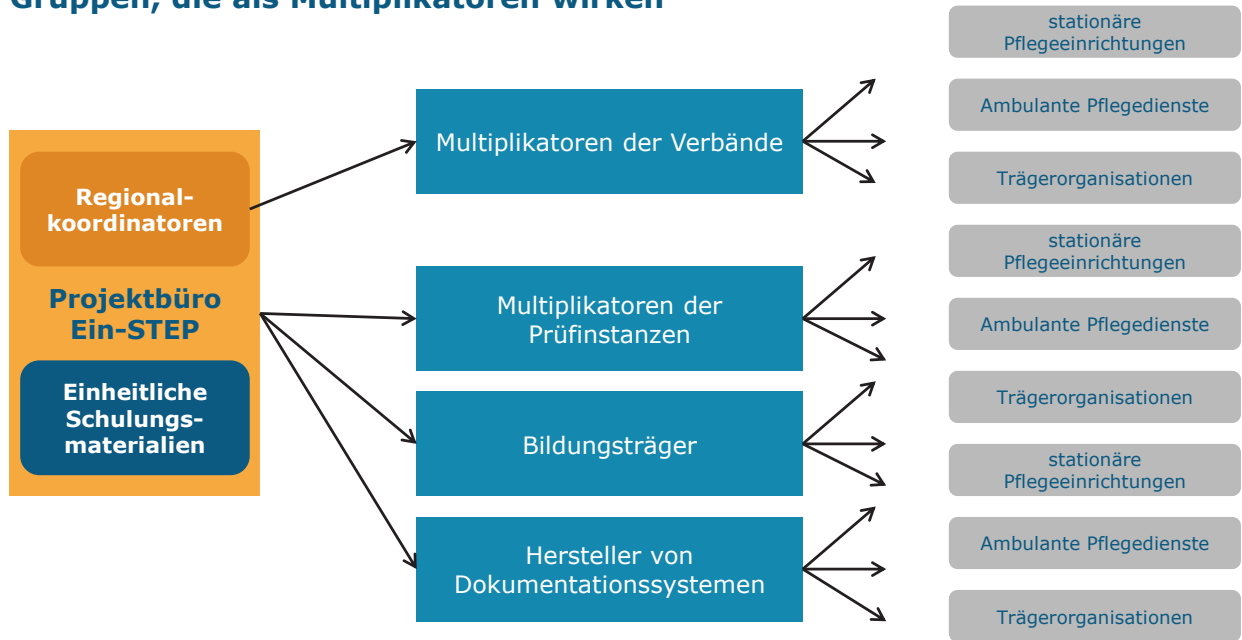 Gruppen, die als Multiplikatoren wirken
Regional-
koordinatoren
Projektbüro
Ein-STEP
Einheitliche
Schulungs-
materialien
Multiplikatoren der Verbände
Multiplikatoren der
Prüfinstanzen
Bildungsträger
Hersteller von
Dokumentationssystemen
stationäre
Pflegeeinrichtungen
Ambulante Pflegedienste
Trägerorganisationen
stationäre
Pflegeeinrichtungen
Ambulante Pflegedienste
Trägerorganisationen
stationäre
Pflegeeinrichtungen
Ambulante Pflegedienste
Trägerorganisationen